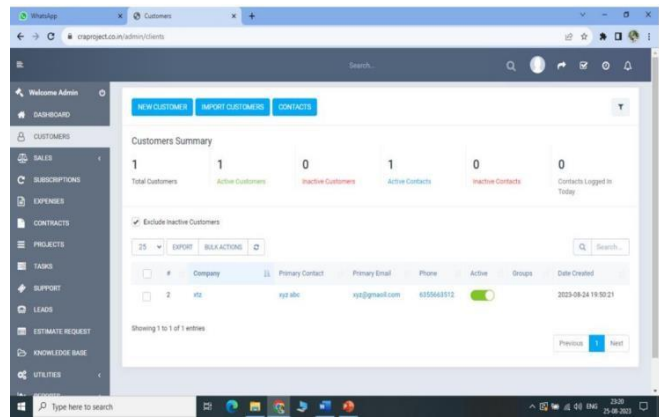 WhatsApp
Customers
craproject.co.in/admin/clients
Search...
Welcome Admin
DASHBOARD
CUSTOMERS
SALES
SUBSCRIPTIONS
EXPENSES
CONTRACTS
PROJECTS
TASKS
SUPPORT
LEADS
ESTIMATE REQUEST
KNOWLEDGE BASE
UTILITIES
REPORTS
NEW CUSTOMER IMPORT CUSTOMERS CONTACTS
Customers Summary
1 1 0 1 0 0
Total Customers Active Customers Inactive Customers Active Contacts Inactive Contacts Contacts Logged In
Today
Exclude Inactive Customers
25 EXPORT BULK ACTIONS Search...
# Company Primary Contact Primary Email Phone Active Groups Date Created
2 xyz abc 6355663512 2023-08-24 19:50:21
Showing 1 to 1 of 1 entries
Previous 1 Next
Type here to search
ENG
23:20
25-08-2023